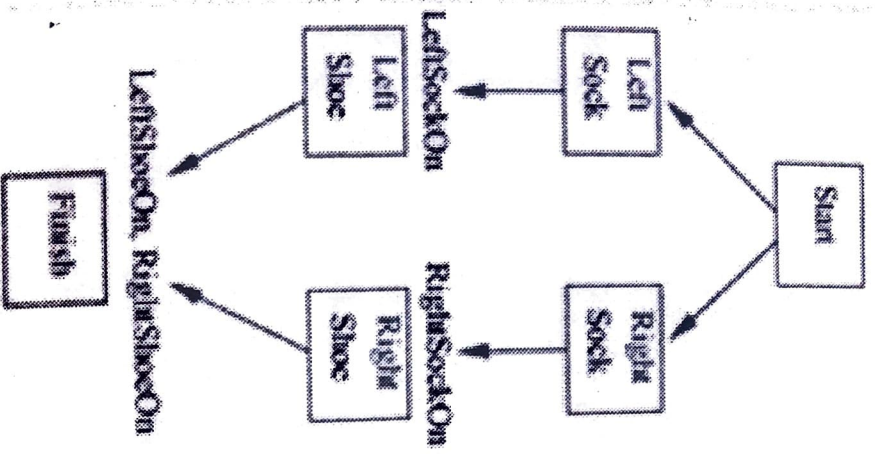 Start
Left
Sock
Right
Sock
LeftSockOn
RightSockOn
Left
Shoe
Right
Shoe
LeftShoeOn, RightShoeOn
Finish